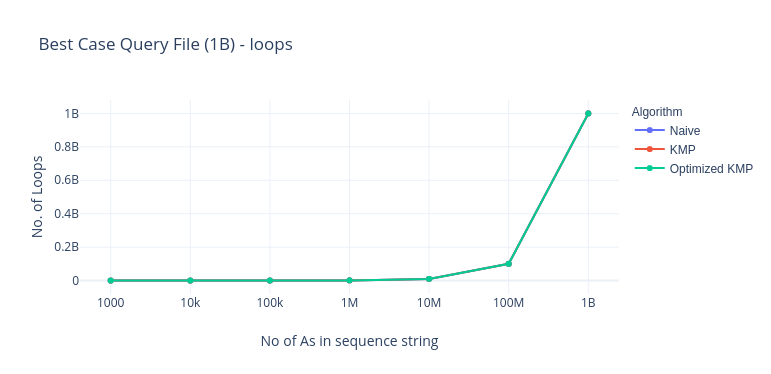 Best Case Query File (1B) - loops
Algorithm
Naive
KMP
Optimized KMP
No. of Loops
1B
0.8B
0.6B
0.4B
0.2B
0
1000 10k 100k 1M 10M 100M 1B
No of As in sequence string